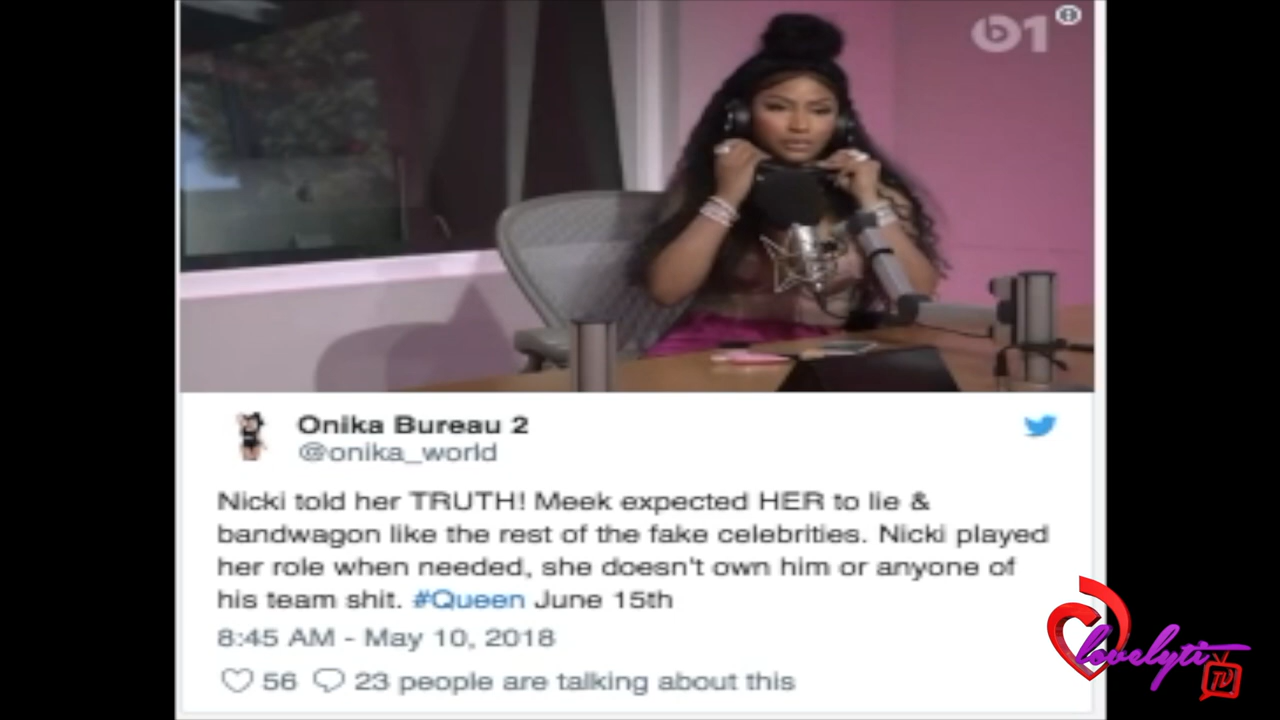 b1
Onika Bureau 2
@onika_world
Nicki told her TRUTH! Meek expected HER to lie &
bandwagon like the rest of the fake celebrities. Nicki played
her role when needed, she doesn't own him or anyone of
his team shit. #Queen June 15th
8:45 AM - May 10, 2018
56 23 people are talking about this
lovelyti
TV